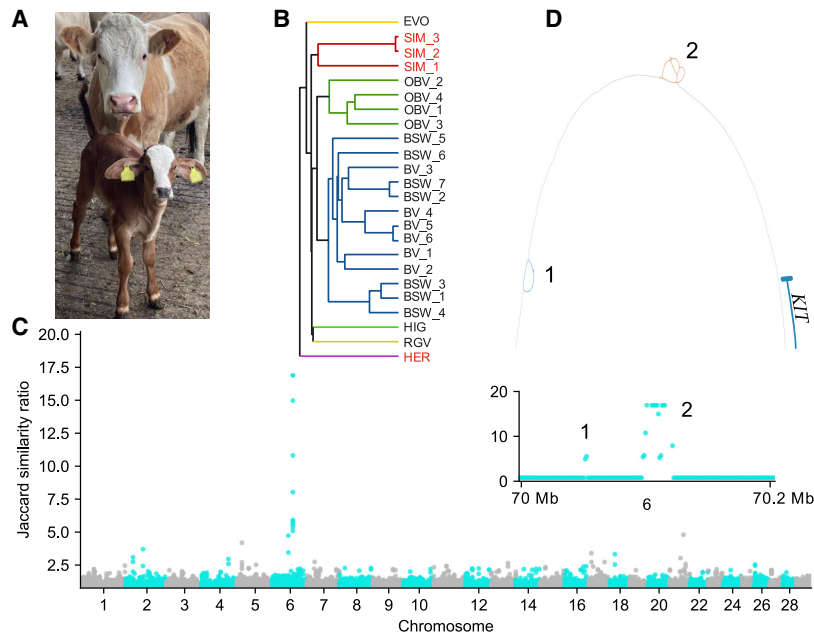 A
B
EVO
SIM_3
SIM_2
SIM_1
OBV_2
OBV_4
OBV_1
OBV_3
BSW_5
BSW_6
BV_3
BSW_7
BSW_2
BV_4
BV_5
BV_6
BV_1
BV_2
BSW_3
BSW_1
BSW_4
HIG
RGV
HER
C
20.0
17.5
15.0
12.5
10.0
7.5
5.0
2.5
Jaccard similarity ratio
1 2 3 4 5 6 7 8 9 10 12 14 16 18 20 22 24 26 28
Chromosome
D
2
1
KIT
20
10
0
1
2
70 Mb 70.2 Mb
6